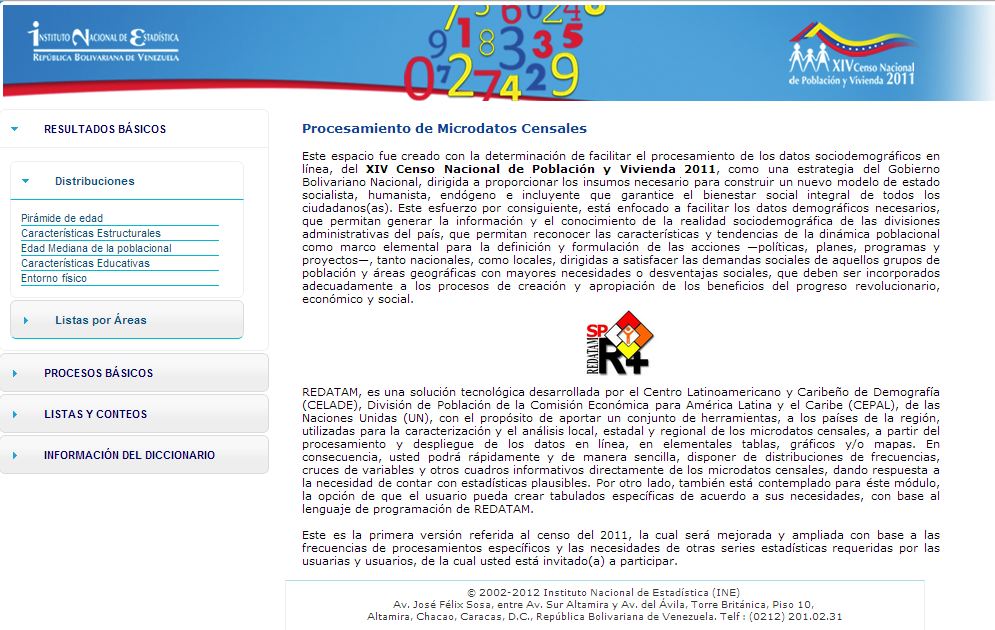 INSTITUTO NACIONAL DE ESTADÍSTICA
REPÚBLICA BOLIVARIANA DE VENEZUELA
XIV Censo Nacional
de Población y Vivienda 2011
RESULTADOS BÁSICOS
Distribuciones
Pirámide de edad
Características Estructurales
Edad Mediana de la poblacional
Características Educativas
Entorno físico
Listas por Áreas
PROCESOS BÁSICOS
LISTAS Y CONTEOS
INFORMACIÓN DEL DICCIONARIO
Procesamiento de Microdatos Censales
Este espacio fue creado con la determinación de facilitar el procesamiento de los datos sociodemográficos en
línea, del XIV Censo Nacional de Población y Vivienda 2011, como una estrategia del Gobierno
Bolivariano Nacional, dirigida a proporcionar los insumos necesario para construir un nuevo modelo de estado
socialista, humanista, endógeno e incluyente que garantice el bienestar social integral de todos los
ciudadanos(as). Este esfuerzo por consiguiente, está enfocado a facilitar los datos demográficos necesarios,
que permitan generar la información y el conocimiento de la realidad sociodemográfica de las divisiones
administrativas del país, que permitan reconocer las características y tendencias de la dinámica poblacional
como marco elemental para la definición y formulación de las acciones —políticas, planes, programas y
proyectos—, tanto nacionales, como locales, dirigidas a satisfacer las demandas sociales de aquellos grupos de
población y áreas geográficas con mayores necesidades o desventajas sociales, que deben ser incorporados
adecuadamente a los procesos de creación y apropiación de los beneficios del progreso revolucionario,
económico y social.
REDATAM SP R+
REDATAM, es una solución tecnológica desarrollada por el Centro Latinoamericano y Caribeño de Demografía
(CELADE), División de Población de la Comisión Económica para América Latina y el Caribe (CEPAL), de las
Naciones Unidas (UN), con el propósito de aportar un conjunto de herramientas, a los países de la región,
utilizadas para la caracterización y el análisis local, estadal y regional de los microdatos censales, a partir del
procesamiento y despliegue de los datos en línea, en elementales tablas, gráficos y/o mapas. En
consecuencia, usted podrá rápidamente y de manera sencilla, disponer de distribuciones de frecuencias,
cruces de variables y otros cuadros informativos directamente de los microdatos censales, dando respuesta a
la necesidad de contar con estadísticas plausibles. Por otro lado, también está contemplado para éste módulo,
la opción de que el usuario pueda crear tabulados específicas de acuerdo a sus necesidades, con base al
lenguaje de programación de REDATAM.
Este es la primera versión referida al censo del 2011, la cual será mejorada y ampliada con base a las
frecuencias de procesamientos específicos y las necesidades de otras series estadísticas requeridas por las
usuarias y usuarios, de la cual usted está invitado(a) a participar.
© 2002-2012 Instituto Nacional de Estadística (INE)
Av. José Félix Sosa, entre Av. Sur Altamira y Av. del Ávila, Torre Británica, Piso 10,
Altamira, Chacao, Caracas, D.C., República Bolivariana de Venezuela. Telf : (0212) 201.02.31